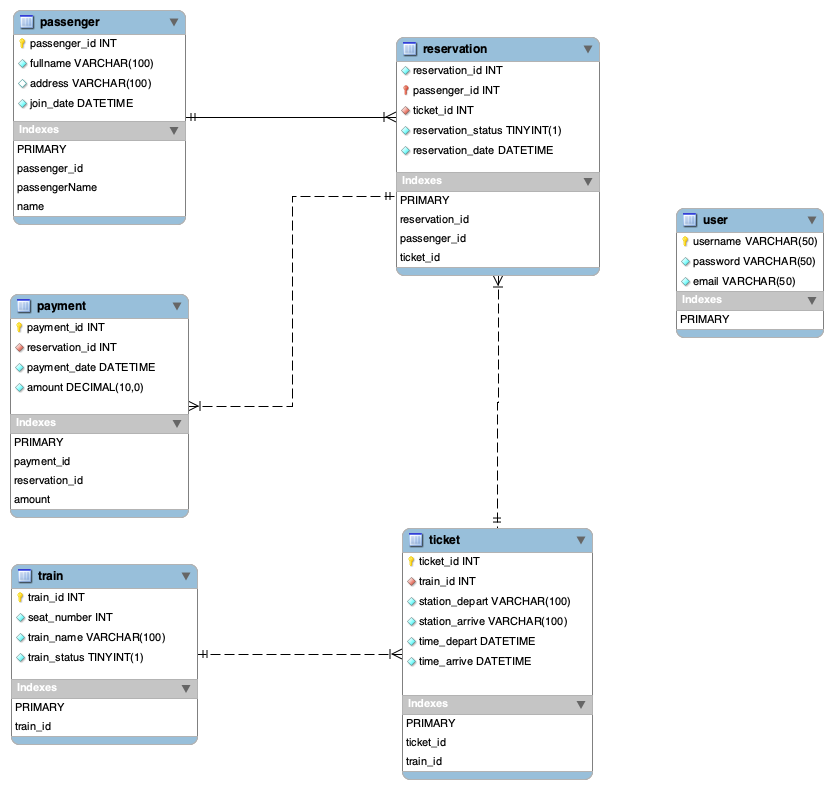 passenger
passenger_id INT
fullname VARCHAR(100)
address VARCHAR(100)
join_date DATETIME
Indexes
PRIMARY
passenger_id
passengerName
name
reservation
reservation_id INT
passenger_id INT
ticket_id INT
reservation_status TINYINT(1)
reservation_date DATETIME
Indexes
PRIMARY
reservation_id
passenger_id
ticket_id
user
username VARCHAR(50)
password VARCHAR(50)
email VARCHAR(50)
Indexes
PRIMARY
payment
payment_id INT
reservation_id INT
payment_date DATETIME
amount DECIMAL(10,0)
Indexes
PRIMARY
payment_id
reservation_id
amount
train
train_id INT
seat_number INT
train_name VARCHAR(100)
train_status TINYINT(1)
Indexes
PRIMARY
train_id
ticket
ticket_id INT
train_id INT
station_depart VARCHAR(100)
station_arrive VARCHAR(100)
time_depart DATETIME
time_arrive DATETIME
Indexes
PRIMARY
ticket_id
train_id